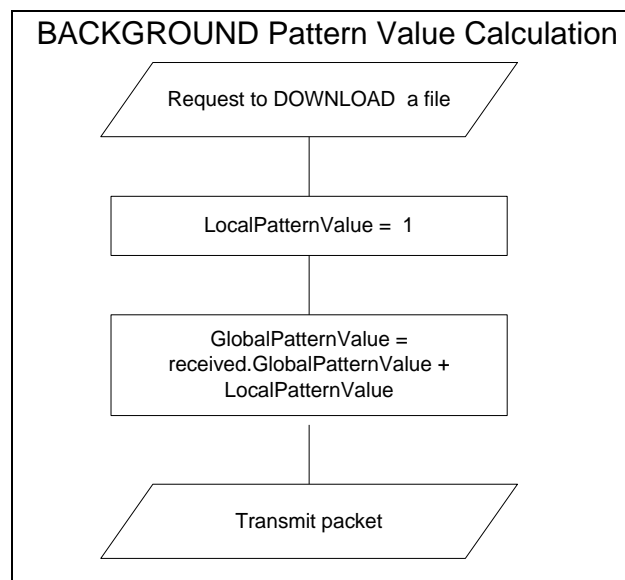 BACKGROUND Pattern Value Calculation
Request to DOWNLOAD a file
LocalPatternValue = 1
GlobalPatternValue =
received.GlobalPatternValue +
LocalPatternValue
Transmit packet